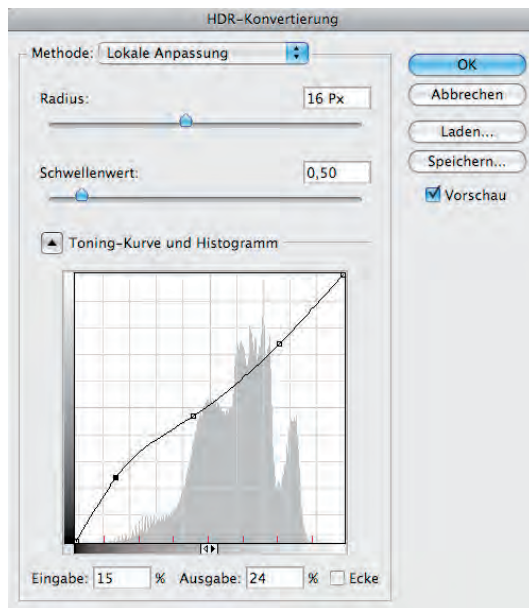 HDR-Konvertierung
Methode: Lokale Anpassung
OK
Abbrechen
Laden...
Speichern...
Vorschau
Radius: 16 Px
Schwellenwert: 0,50
Toning-Kurve und Histogramm
Eingabe: 15 % Ausgabe: 24 % Ecke